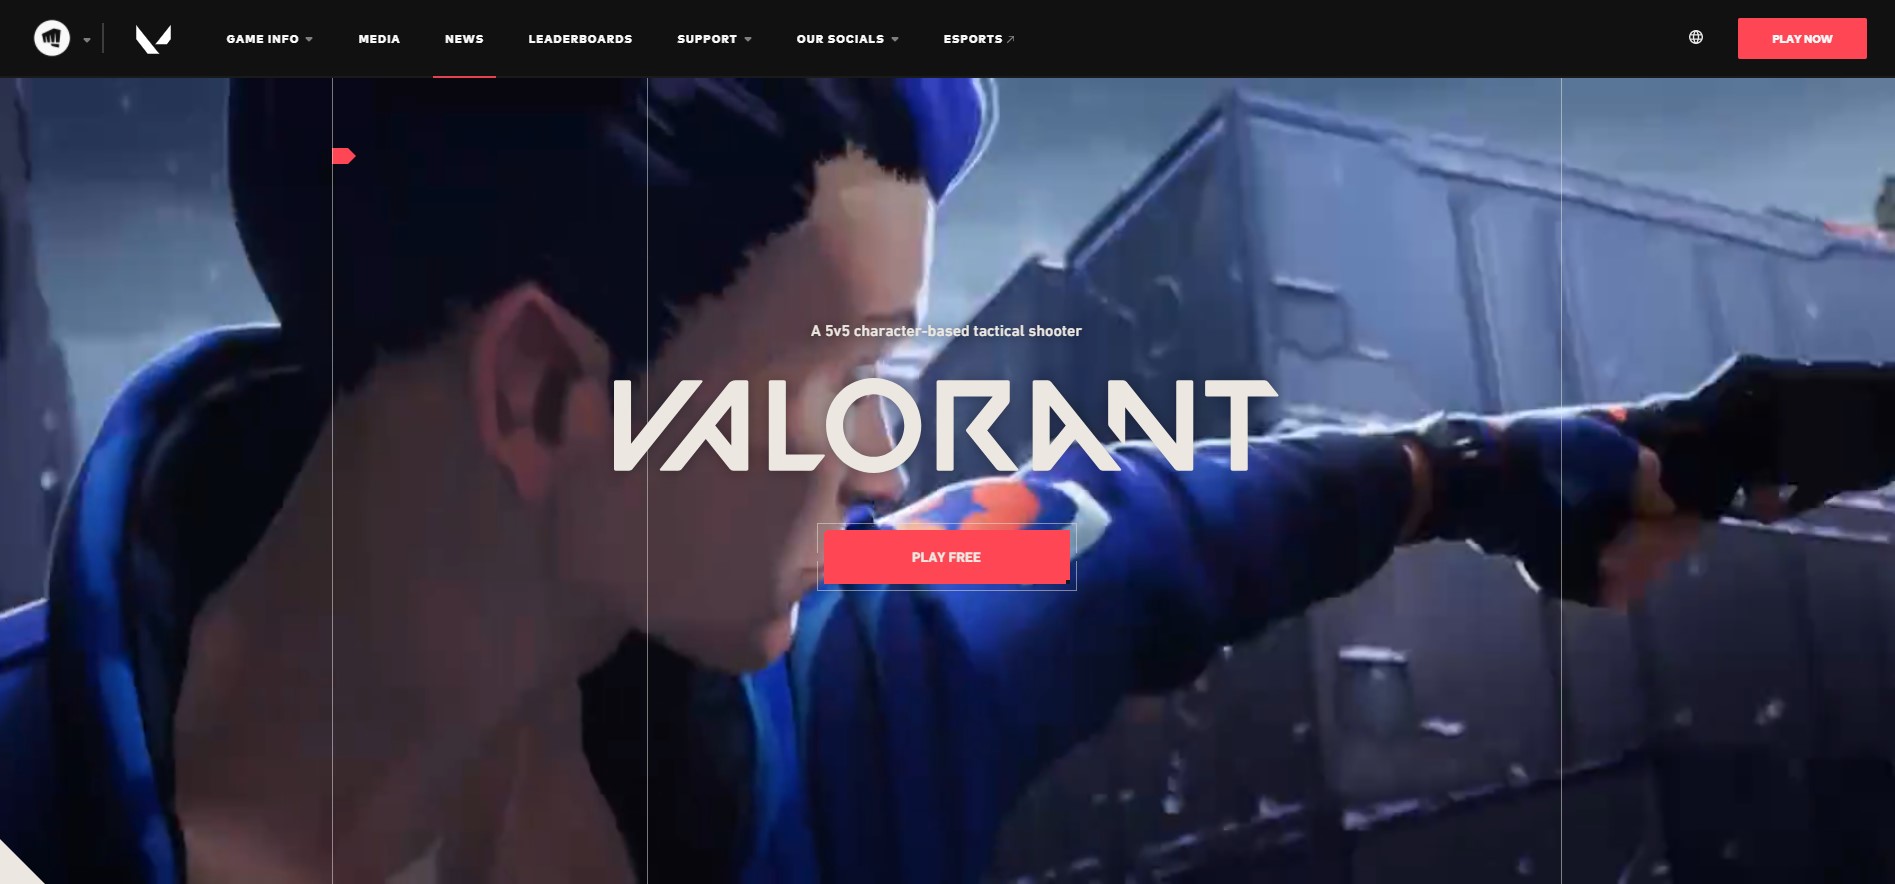 GAME INFO
MEDIA
NEWS
LEADERBOARDS
SUPPORT
OUR SOCIALS
ESPORTS
PLAY NOW
A 5v5 character-based tactical shooter
VALORANT
PLAY FREE